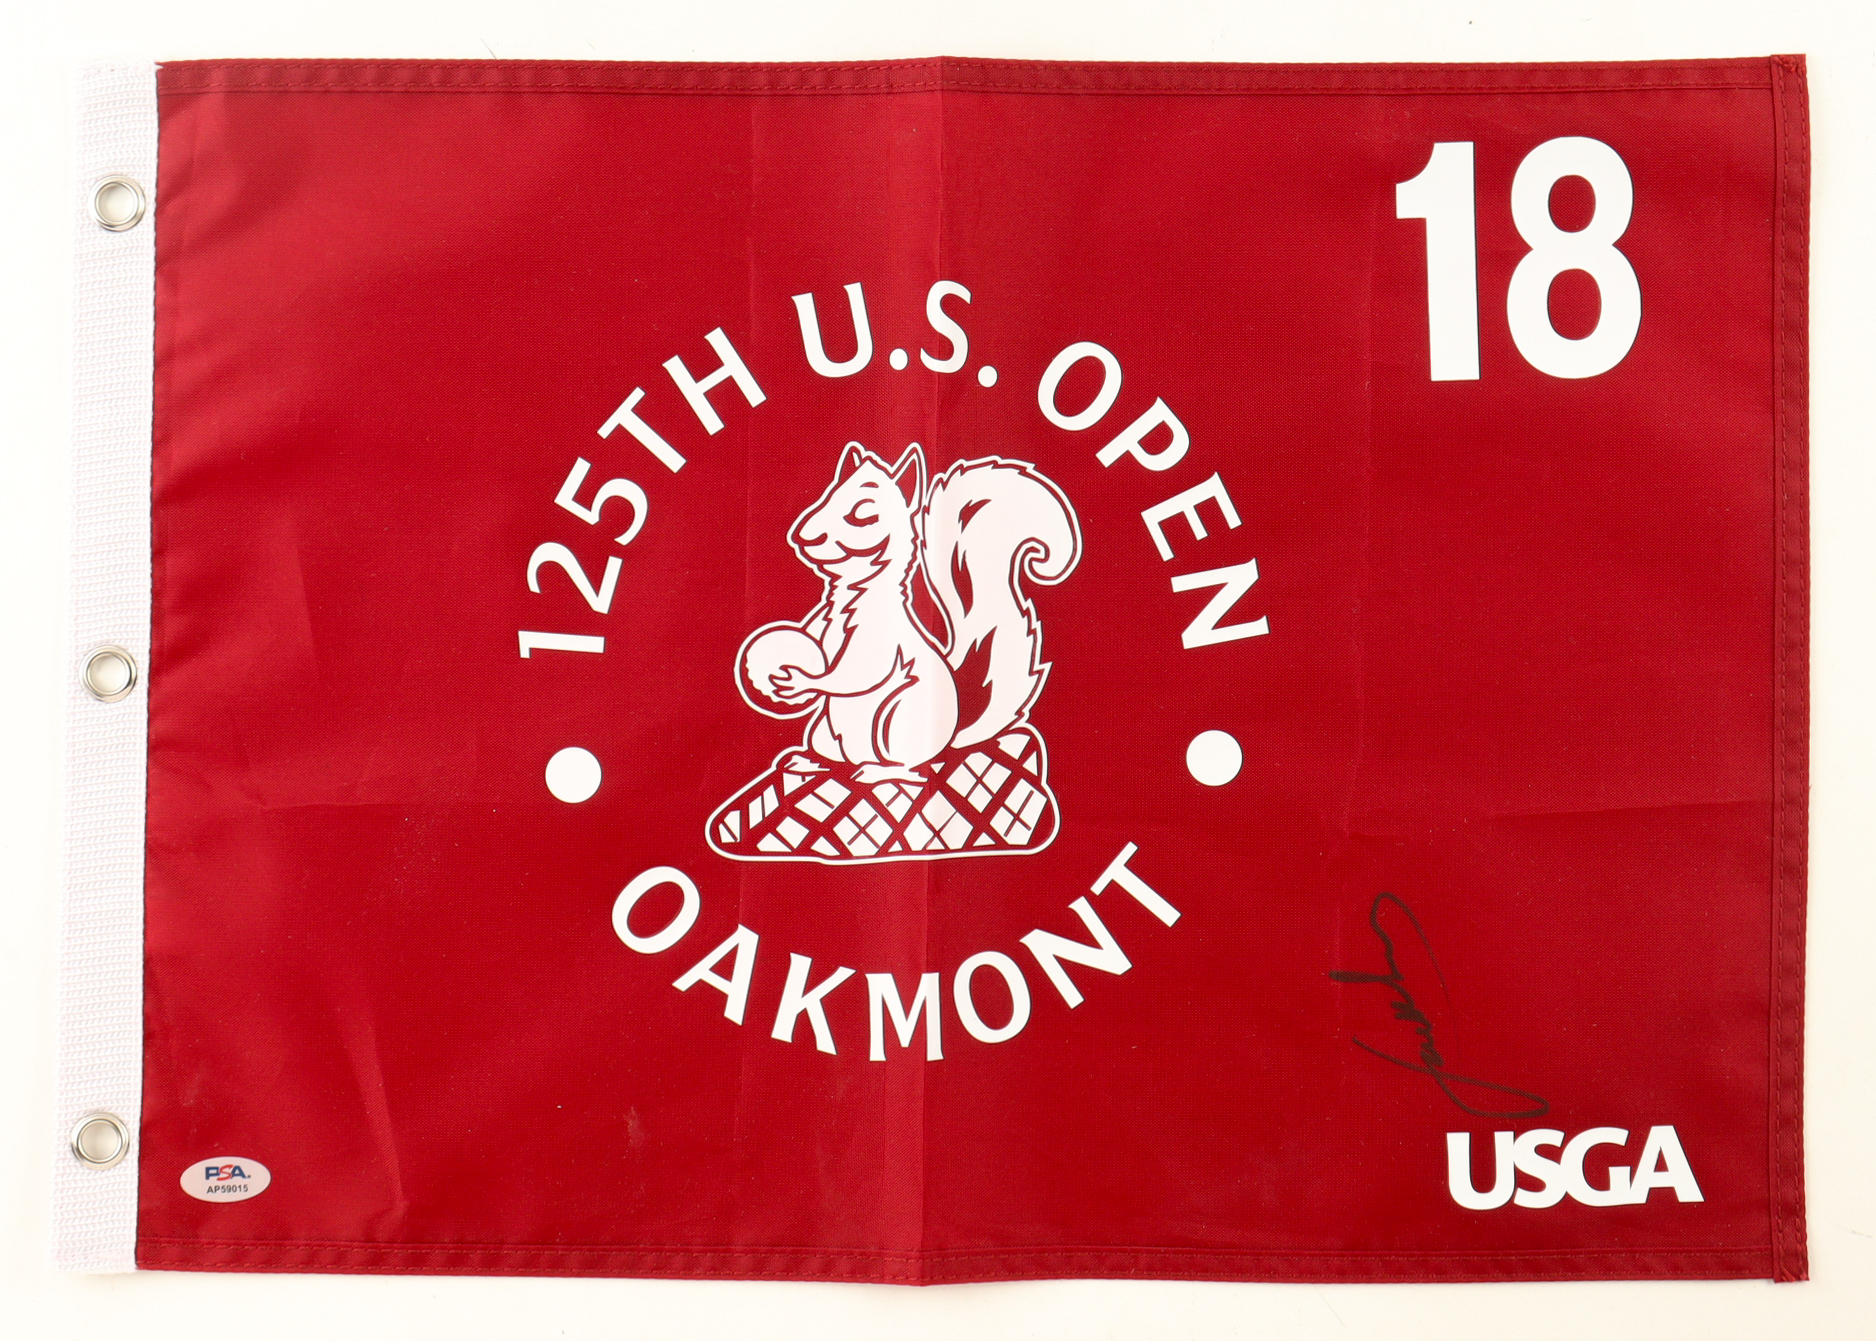 18
125TH U.S. OPEN
OAKMONT
USGA
PSA
AP59015